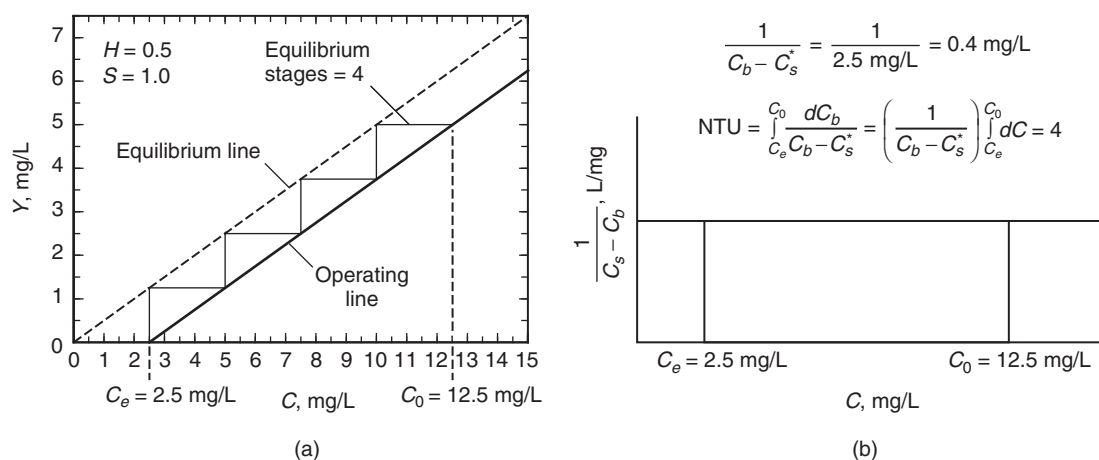 7
6
5
4
3
2
1
0
Y, mg/L
H = 0.5
S = 1.0
Equilibrium
stages = 4
Equilibrium line
Operating
line
0 1 2 3 4 5 6 7 8 9 10 11 12 13 14 15
C_e = 2.5 mg/L
C, mg/L
C_0 = 12.5 mg/L
(a)
1/(C_b − C_s^*) = 1/(2.5 mg/L) = 0.4 mg/L
NTU = ∫_{C_e}^{C_0} dC_b/(C_b − C_s^*) = (1/(C_b − C_s^*)) ∫_{C_e}^{C_0} dC = 4
1/(C_s − C_b), L/mg
C_e = 2.5 mg/L
C_0 = 12.5 mg/L
C, mg/L
(b)